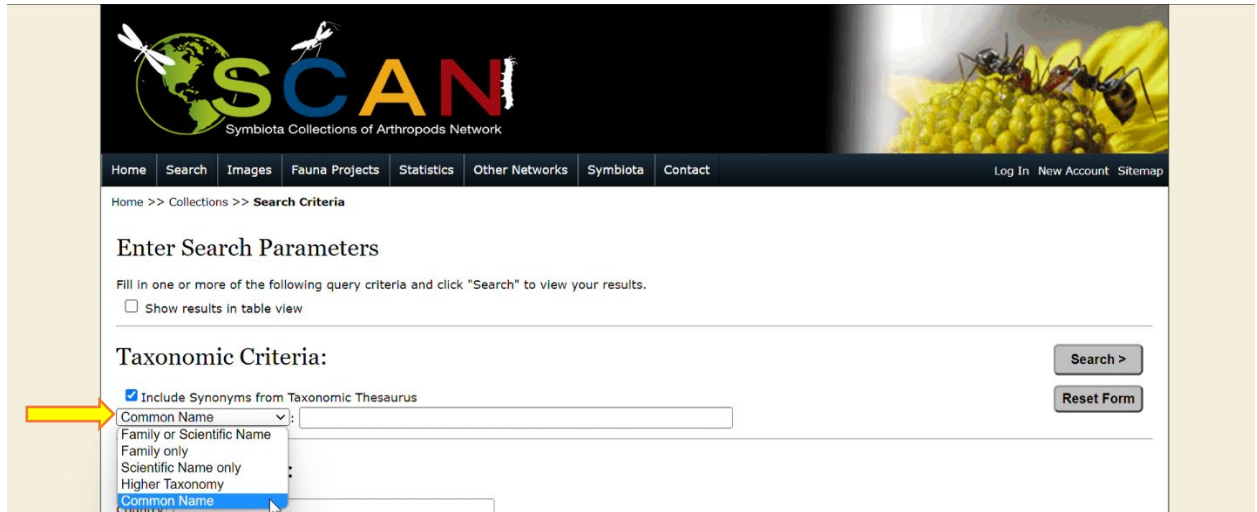 SCAN
Symbiota Collections of Arthropods Network
Home Search Images Fauna Projects Statistics Other Networks Symbiota Contact Log In New Account Sitemap
Home >> Collections >> Search Criteria
Enter Search Parameters
Fill in one or more of the following query criteria and click "Search" to view your results.
Show results in table view
Taxonomic Criteria:
Search >
Include Synonyms from Taxonomic Thesaurus
Reset Form
Common Name :
Family or Scientific Name
Family only
Scientific Name only
:
Higher Taxonomy
Common Name